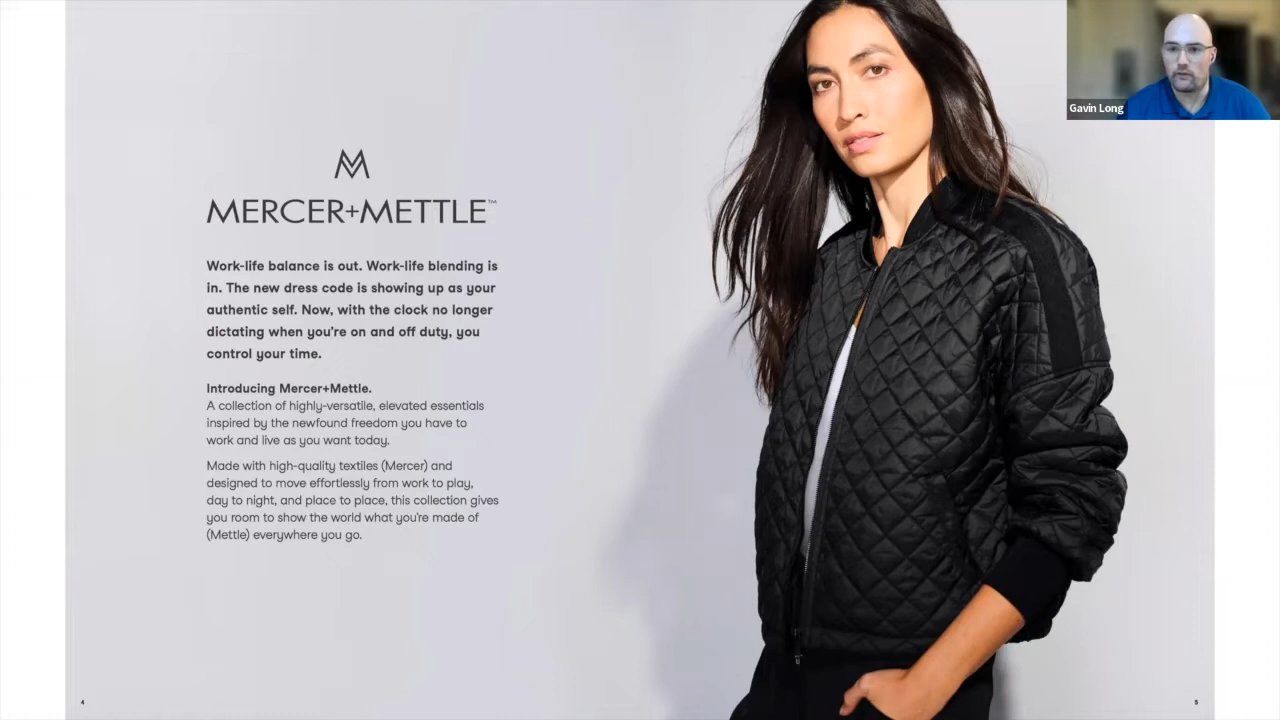 Gavin Long
MERCER+METTLE™
Work-life balance is out. Work-life blending is
in. The new dress code is showing up as your
authentic self. Now, with the clock no longer
dictating when you're on and off duty, you
control your time.
Introducing Mercer+Mettle.
A collection of highly-versatile, elevated essentials
inspired by the newfound freedom you have to
work and live as you want today.
Made with high-quality textiles (Mercer) and
designed to move effortlessly from work to play,
day to night, and place to place, this collection gives
you room to show the world what you're made of
(Mettle) everywhere you go.
4
5